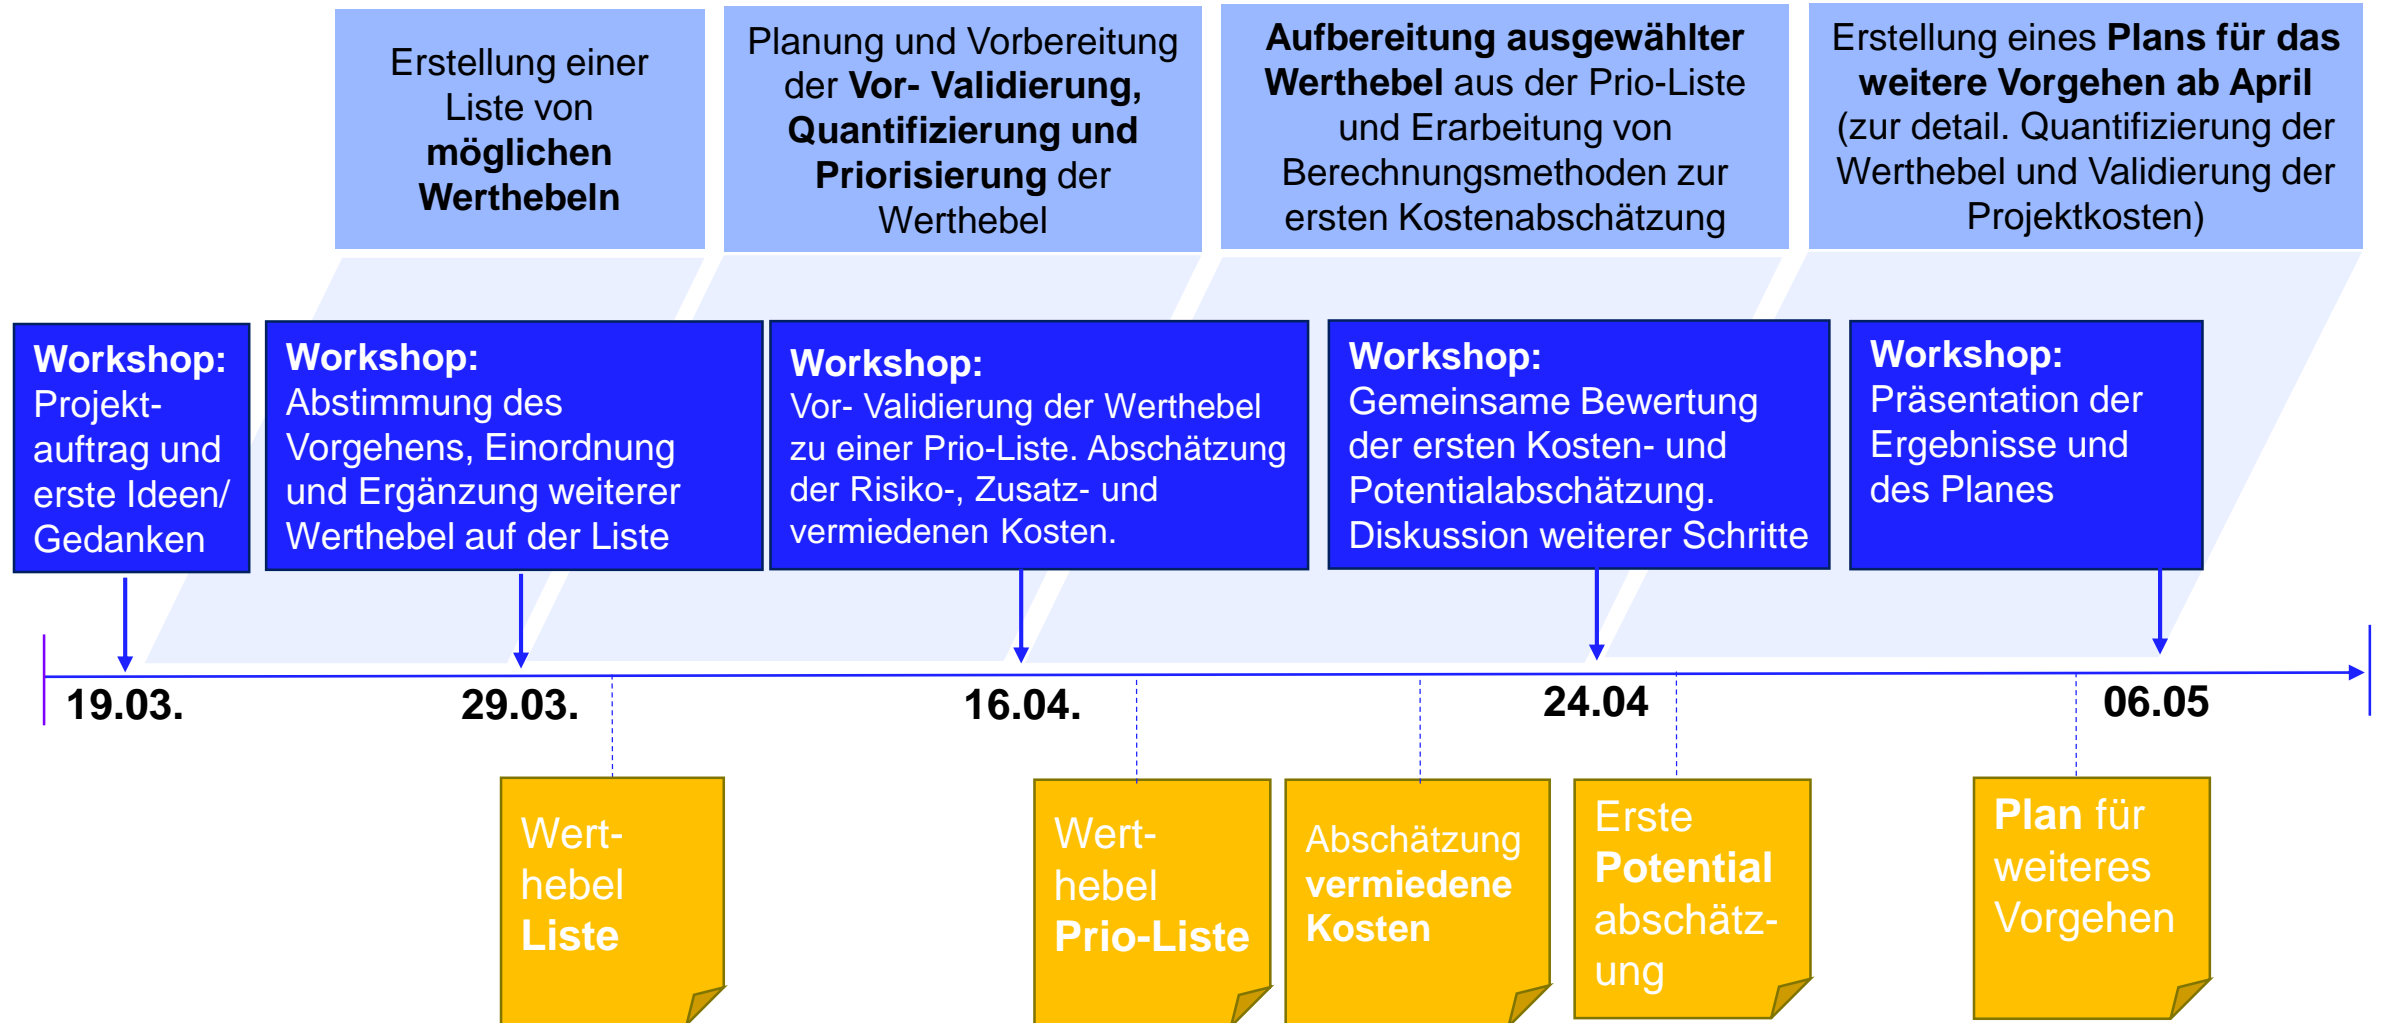 Erstellung einer
Liste von
möglichen
Werthebeln
Planung und Vorbereitung
der Vor- Validierung,
Quantifizierung und
Priorisierung der
Werthebel
Aufbereitung ausgewählter
Werthebel aus der Prio-Liste
und Erarbeitung von
Berechnungsmethoden zur
ersten Kostenabschätzung
Erstellung eines Plans für das
weitere Vorgehen ab April
(zur detail. Quantifizierung der
Werthebel und Validierung der
Projektkosten)
Workshop:
Projekt-
auftrag und
erste Ideen/
Gedanken
Workshop:
Abstimmung des
Vorgehens, Einordnung
und Ergänzung weiterer
Werthebel auf der Liste
Workshop:
Vor- Validierung der Werthebel
zu einer Prio-Liste. Abschätzung
der Risiko-, Zusatz- und
vermiedenen Kosten.
Workshop:
Gemeinsame Bewertung
der ersten Kosten- und
Potentialabschätzung.
Diskussion weiterer Schritte
Workshop:
Präsentation der
Ergebnisse und
des Planes
19.03.
29.03.
16.04.
24.04
06.05
Wert-
hebel
Liste
Wert-
hebel
Prio-Liste
Abschätzung
vermiedene
Kosten
Erste
Potential
abschätz-
ung
Plan für
weiteres
Vorgehen